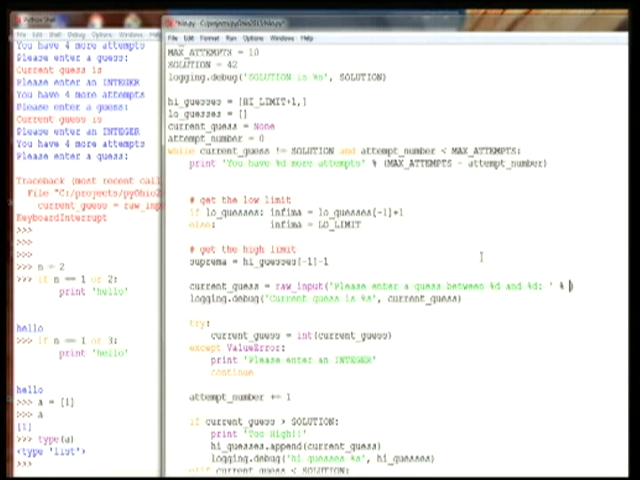 Python Shell
File Edit Shell Debug Options Windows Help
You have 4 more attempts
Please enter a guess:
Current guess is
Please enter an INTEGER
You have 4 more attempts
Please enter a guess:
Current guess is
Please enter an INTEGER
You have 4 more attempts
Please enter a guess:
Traceback (most recent call
File "C:/projects/pyOhio2
current_guess = raw_inp
KeyboardInterrupt
>>>
>>>
>>>
>>> n = 2
>>> if n == 1 or 2:
print 'hello'
hello
>>> if n == 1 or 3:
print 'hello'
hello
>>> a = [1]
>>> a
[1]
>>> type(a)
<type 'list'>
>>>
File Edit Format Run Options Windows Help
MAX_ATTEMPTS = 10
SOLUTION = 42
logging.debug('SOLUTION is %s', SOLUTION)
hi_guesses = [HI_LIMIT+1,]
lo_guesses = []
current_guess = None
attempt_number = 0
while current_guess != SOLUTION and attempt_number < MAX_ATTEMPTS:
print 'You have %d more attempts' % (MAX_ATTEMPTS - attempt_number)
# get the low limit
if lo_guesses: infima = lo_guesses[-1]+1
else: infima = LO_LIMIT
# get the high limit
suprema = hi_guesses[-1]-1
current_guess = raw_input('Please enter a guess between %d and %d: ' % )
logging.debug('Current guess is %s', current_guess)
try:
current_guess = int(current_guess)
except ValueError:
print 'Please enter an INTEGER'
continue
attempt_number += 1
if current_guess > SOLUTION:
print 'Too High!!'
hi_guesses.append(current_guess)
logging.debug('hi guesses %s', hi_guesses)
elif current_guess < SOLUTION: